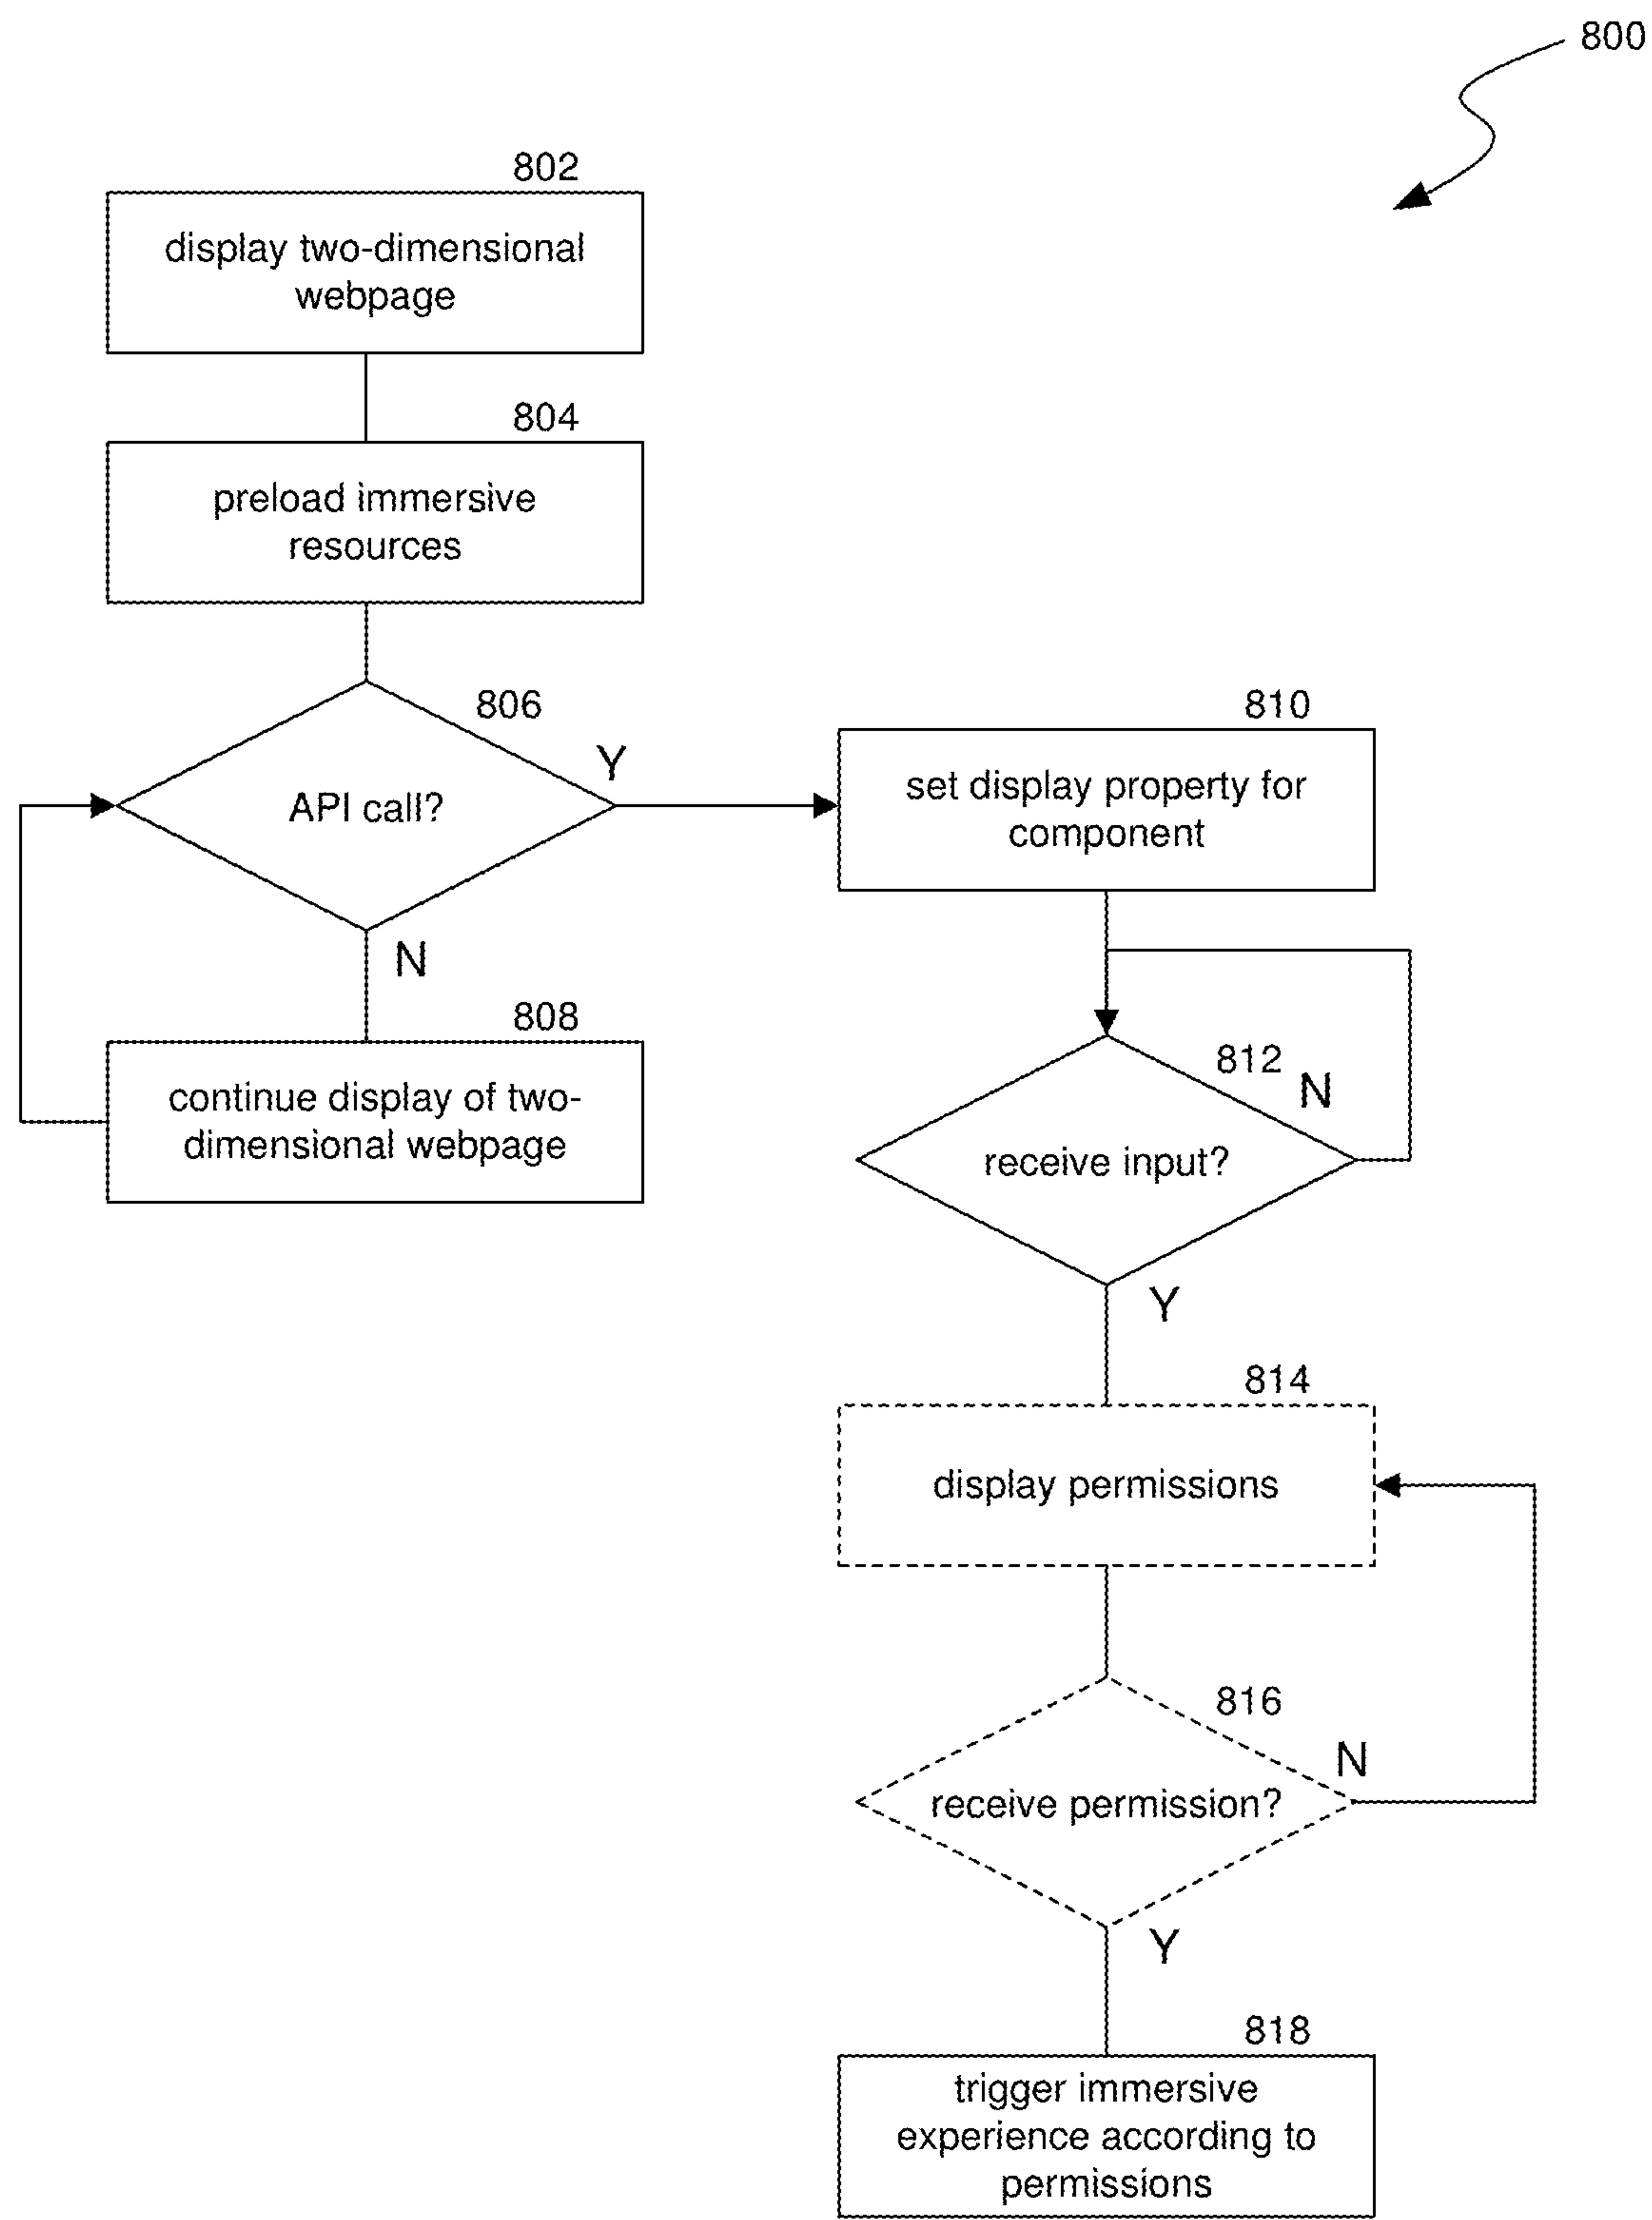 800
802
display two-dimensional
webpage
804
preload immersive
resources
806
API call?
Y
N
808
continue display of two-
dimensional webpage
810
set display property for
component
812
N
receive input?
Y
814
display permissions
816
N
receive permission?
Y
818
trigger immersive
experience according to
permissions